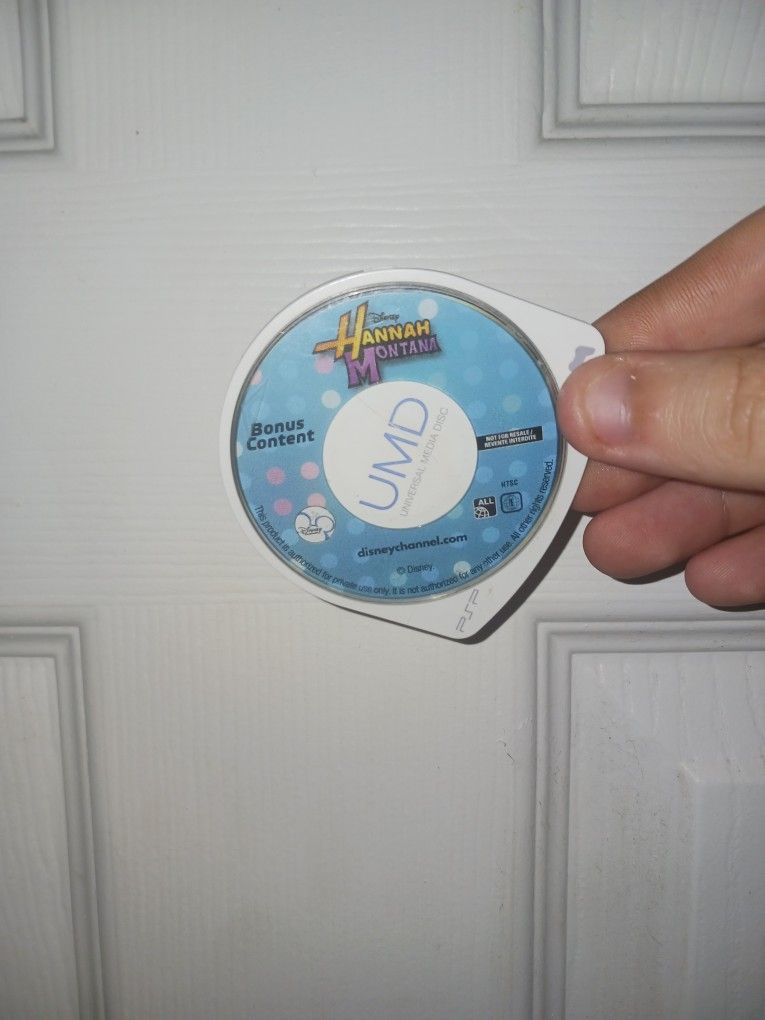 Disney
HANNAH
MONTANA
Bonus
Content
UMD
UNIVERSAL MEDIA DISC
NOT FOR RESALE /
REVENTE INTERDITE
NTSC
ALL
Disney
disneychannel.com
© Disney
This product is authorized for private use only. It is not authorized for any other use. All other rights reserved.
PSP